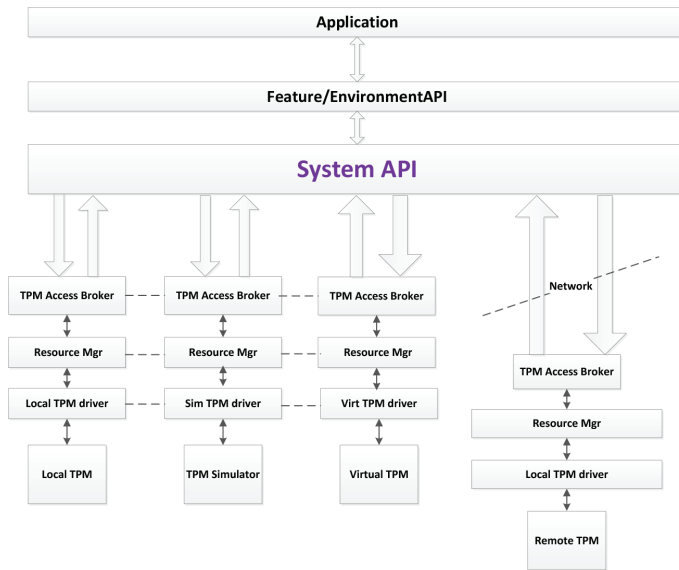 Application
Feature/EnvironmentAPI
System API
TPM Access Broker
TPM Access Broker
TPM Access Broker
Network
Resource Mgr
Resource Mgr
Resource Mgr
TPM Access Broker
Local TPM driver
Sim TPM driver
Virt TPM driver
Resource Mgr
Local TPM
TPM Simulator
Virtual TPM
Local TPM driver
Remote TPM